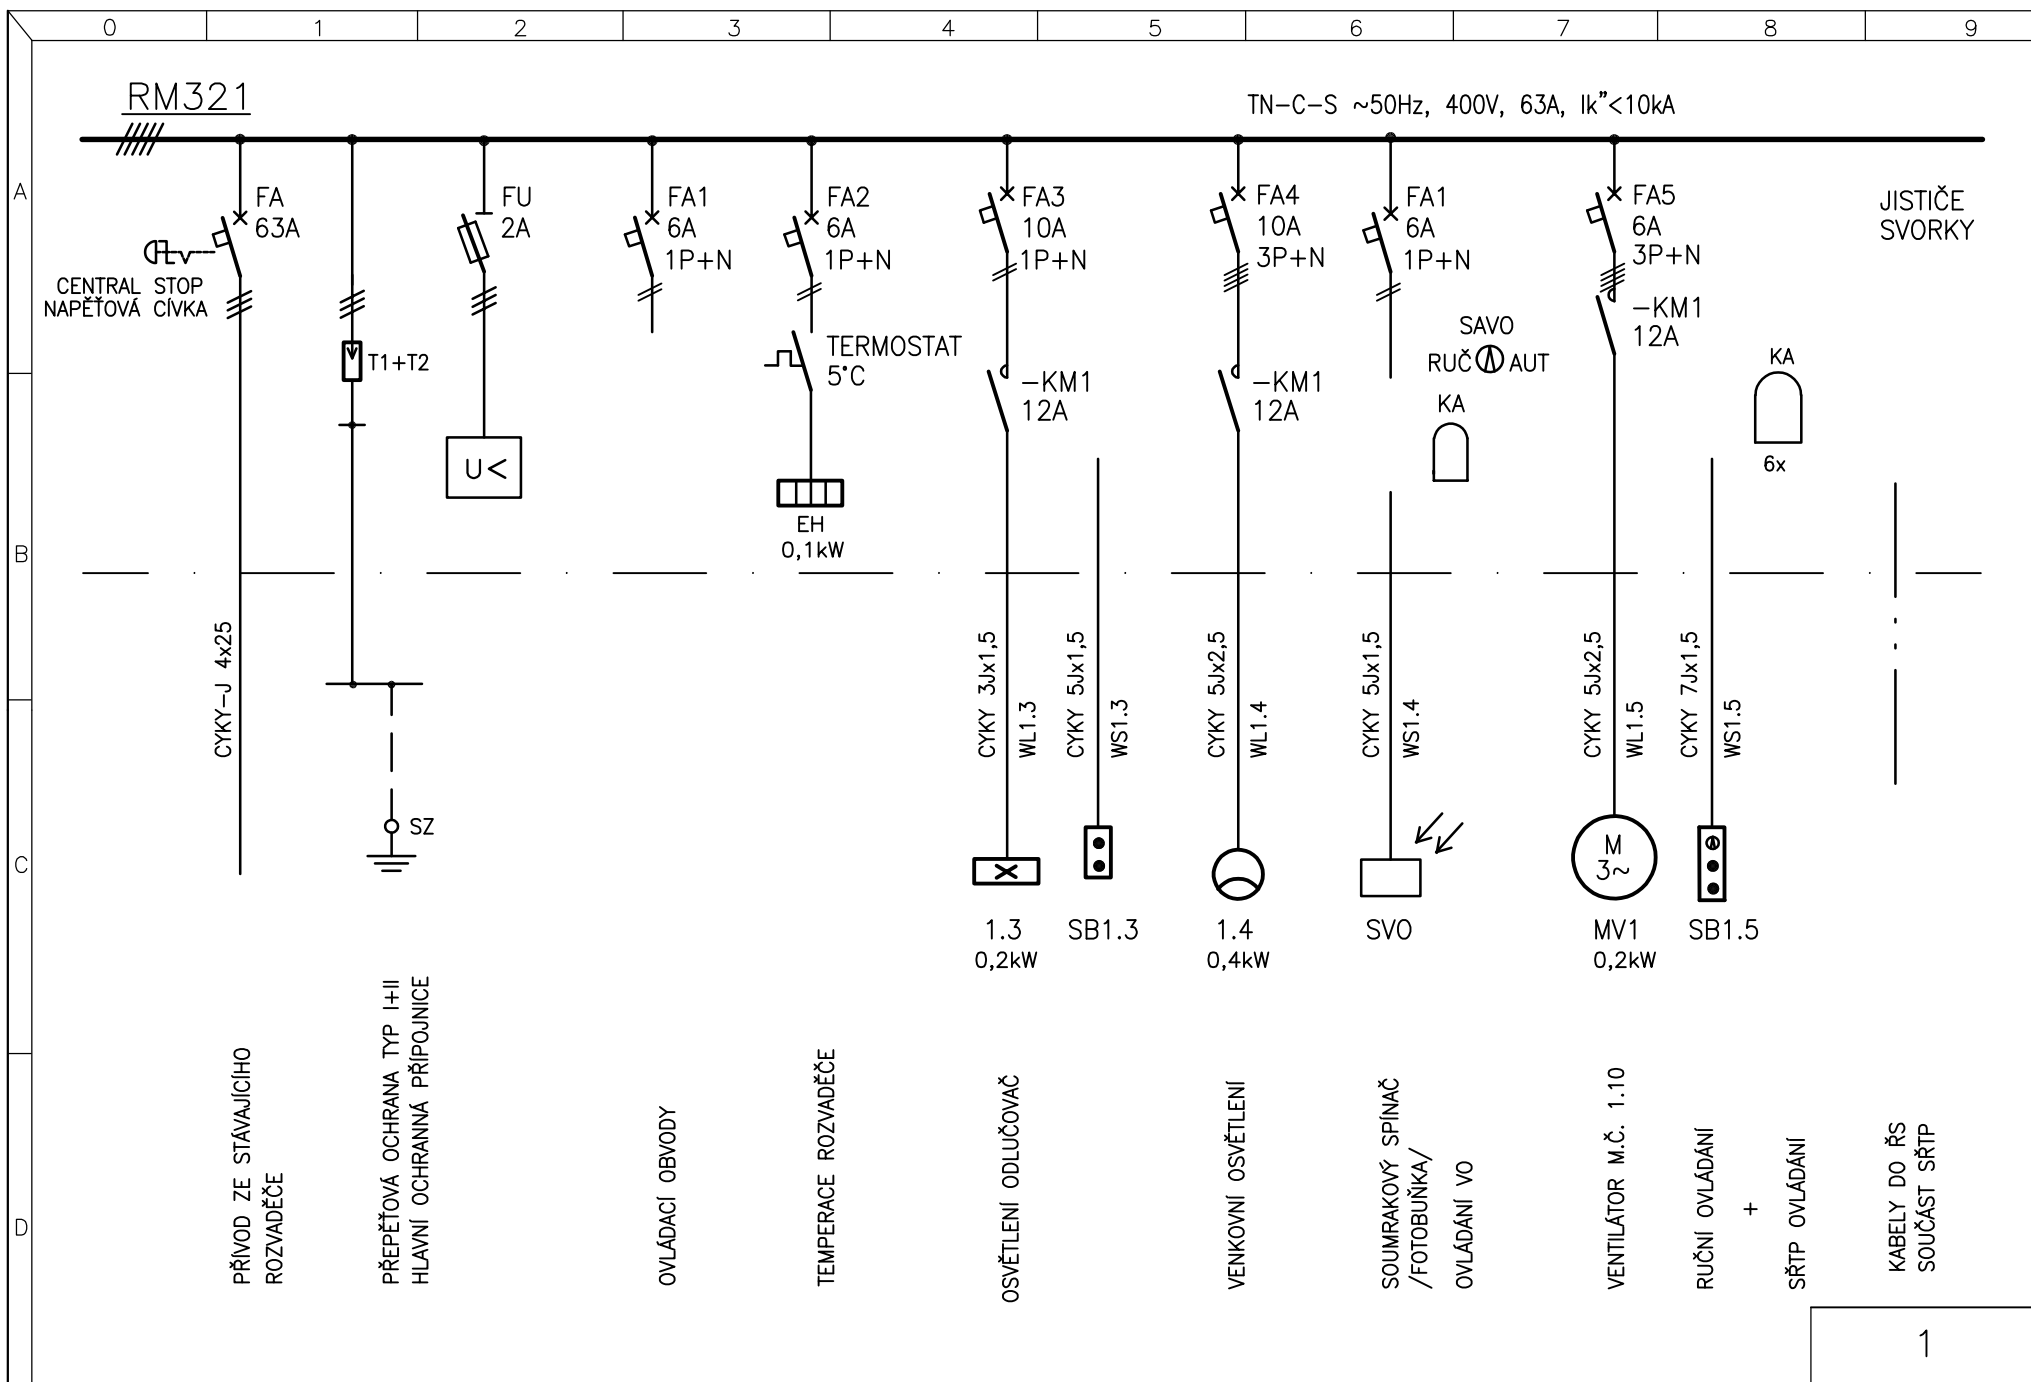 0 1 2 3 4 5 6 7 8 9
RM321
TN-C-S ~50Hz, 400V, 63A, Ik"<10kA
A
FA
63A
CENTRAL STOP
NAPĚŤOVÁ CÍVKA
T1+T2
FU
2A
U<
FA1
6A
1P+N
FA2
6A
1P+N
TERMOSTAT
5°C
EH
0,1kW
FA3
10A
1P+N
-KM1
12A
FA4
10A
3P+N
-KM1
12A
FA1
6A
1P+N
SAVO
RUČ AUT
KA
FA5
6A
3P+N
-KM1
12A
KA
6x
JISTIČE
SVORKY
B
CYKY-J 4x25
CYKY 3Jx1,5
WL1.3
CYKY 5Jx1,5
WS1.3
CYKY 5Jx2,5
WL1.4
CYKY 5Jx1,5
WS1.4
CYKY 5Jx2,5
WL1.5
CYKY 7Jx1,5
WS1.5
C
SZ
M
3~
1.3
0,2kW
SB1.3
1.4
0,4kW
SVO
MV1
0,2kW
SB1.5
D
PŘÍVOD ZE STÁVAJÍCÍHO
ROZVADĚČE
PŘEPĚŤOVÁ OCHRANA TYP I+II
HLAVNÍ OCHRANNÁ PŘÍPOJNICE
OVLÁDACÍ OBVODY
TEMPERACE ROZVADĚČE
OSVĚTLENÍ ODLUČOVAČ
VENKOVNÍ OSVĚTLENÍ
SOUMRAKOVÝ SPÍNAČ
/FOTOBUŇKA/
OVLÁDÁNÍ VO
VENTILÁTOR M.Č. 1.10
RUČNÍ OVLÁDÁNÍ
+
SŘTP OVLÁDÁNÍ
KABELY DO ŘS
SOUČÁST SŘTP
1